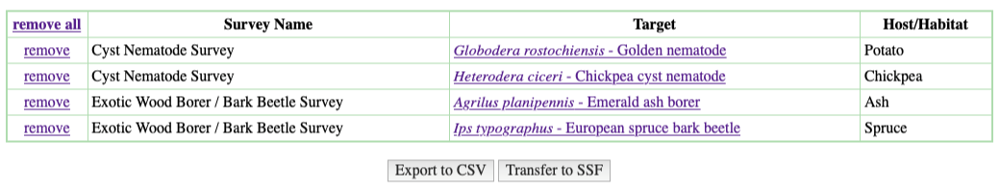 remove all Survey Name Target Host/Habitat
remove Cyst Nematode Survey Globodera rostochiensis - Golden nematode Potato
remove Cyst Nematode Survey Heterodera ciceri - Chickpea cyst nematode Chickpea
remove Exotic Wood Borer / Bark Beetle Survey Agrilus planipennis - Emerald ash borer Ash
remove Exotic Wood Borer / Bark Beetle Survey Ips typographus - European spruce bark beetle Spruce
Export to CSV Transfer to SSF